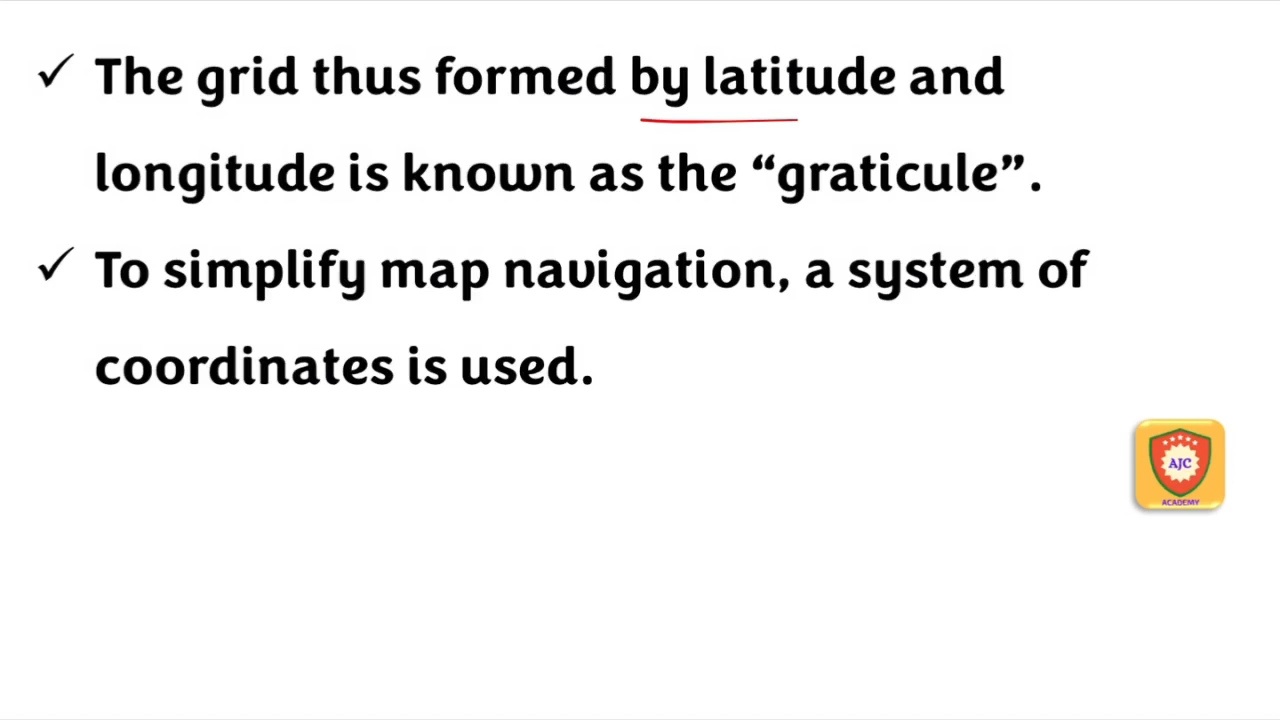 ✓ The grid thus formed by latitude and
longitude is known as the “graticule”.
✓ To simplify map navigation, a system of
coordinates is used.
AJC
ACADEMY